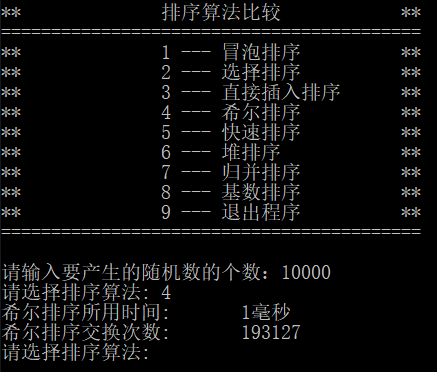 **          排序算法比较          **
==========================================
**          1 --- 冒泡排序          **
**          2 --- 选择排序          **
**          3 --- 直接插入排序      **
**          4 --- 希尔排序          **
**          5 --- 快速排序          **
**          6 --- 堆排序            **
**          7 --- 归并排序          **
**          8 --- 基数排序          **
**          9 --- 退出程序          **
==========================================
请输入要产生的随机数的个数: 10000
请选择排序算法: 4
希尔排序所用时间:       1毫秒
希尔排序交换次数:       193127
请选择排序算法: